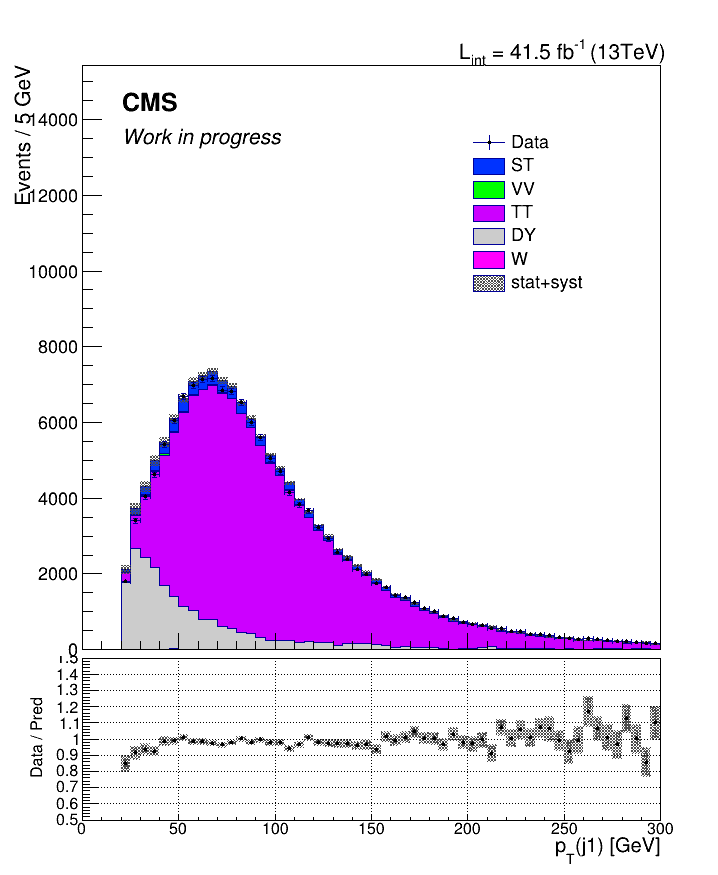 L_int = 41.5 fb^-1 (13TeV)
Events / 5 GeV
CMS
Work in progress
Data
ST
VV
TT
DY
W
stat+syst
14000
12000
10000
8000
6000
4000
2000
0
Data / Pred
1.5
1.4
1.3
1.2
1.1
1
0.9
0.8
0.7
0.6
0.5
0 50 100 150 200 250 300
p_T(j1) [GeV]